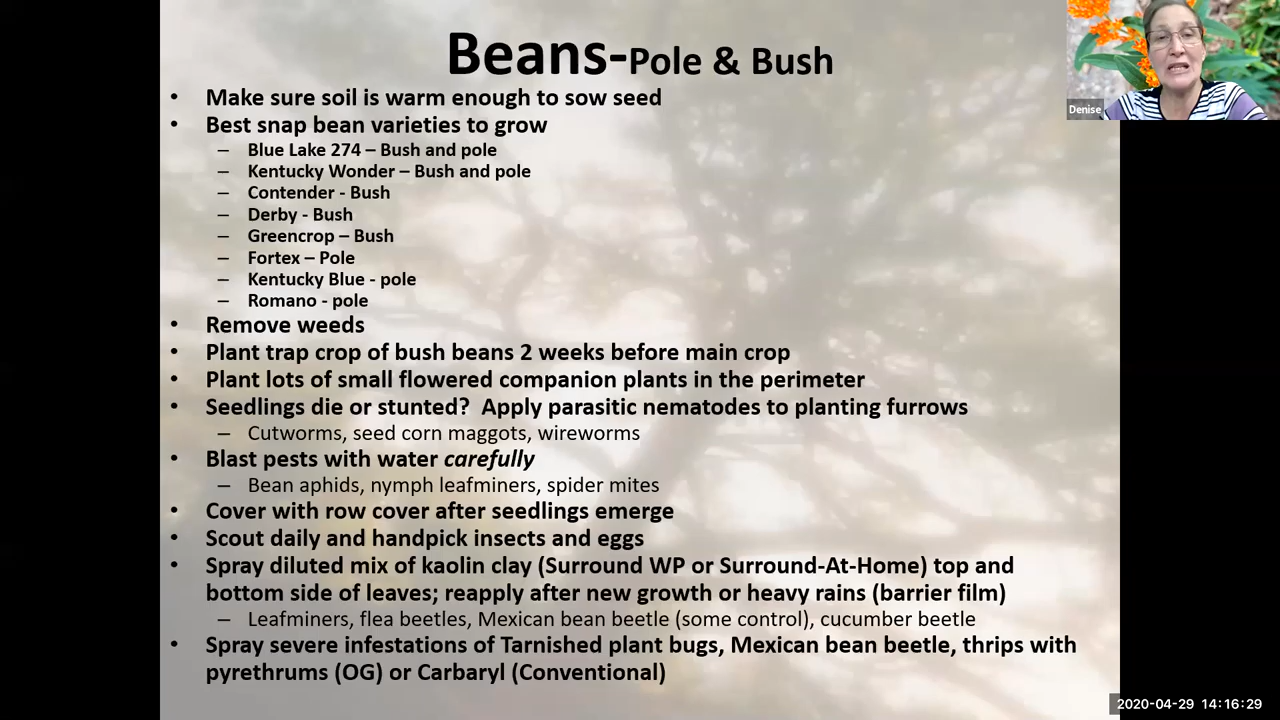 Beans-Pole & Bush
• Make sure soil is warm enough to sow seed
• Best snap bean varieties to grow
– Blue Lake 274 – Bush and pole
– Kentucky Wonder – Bush and pole
– Contender - Bush
– Derby - Bush
– Greencrop – Bush
– Fortex – Pole
– Kentucky Blue - pole
– Romano - pole
• Remove weeds
• Plant trap crop of bush beans 2 weeks before main crop
• Plant lots of small flowered companion plants in the perimeter
• Seedlings die or stunted? Apply parasitic nematodes to planting furrows
– Cutworms, seed corn maggots, wireworms
• Blast pests with water carefully
– Bean aphids, nymph leafminers, spider mites
• Cover with row cover after seedlings emerge
• Scout daily and handpick insects and eggs
• Spray diluted mix of kaolin clay (Surround WP or Surround-At-Home) top and
bottom side of leaves; reapply after new growth or heavy rains (barrier film)
– Leafminers, flea beetles, Mexican bean beetle (some control), cucumber beetle
• Spray severe infestations of Tarnished plant bugs, Mexican bean beetle, thrips with
pyrethrums (OG) or Carbaryl (Conventional)
Denise
2020-04-29 14:16:29